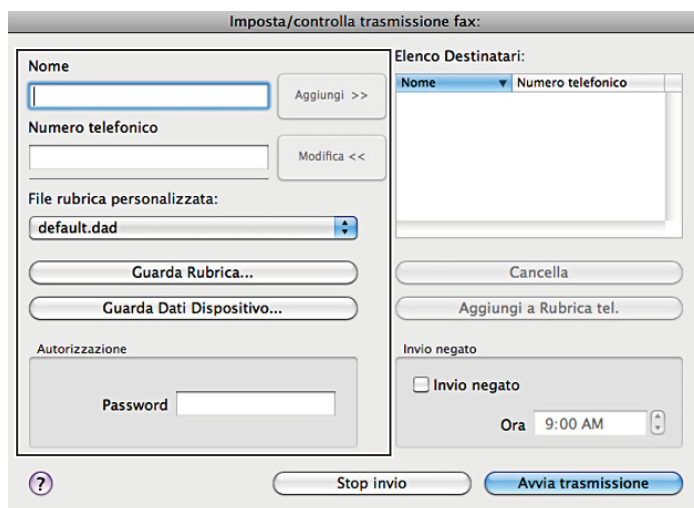 Imposta/controlla trasmissione fax:
Nome
Aggiungi >>
Numero telefonico
Modifica <<
File rubrica personalizzata:
default.dad
Guarda Rubrica...
Guarda Dati Dispositivo...
Autorizzazione
Password
Elenco Destinatari:
Nome Numero telefonico
Cancella
Aggiungi a Rubrica tel.
Invio negato
Invio negato
Ora 9:00 AM
?
Stop invio
Avvia trasmissione